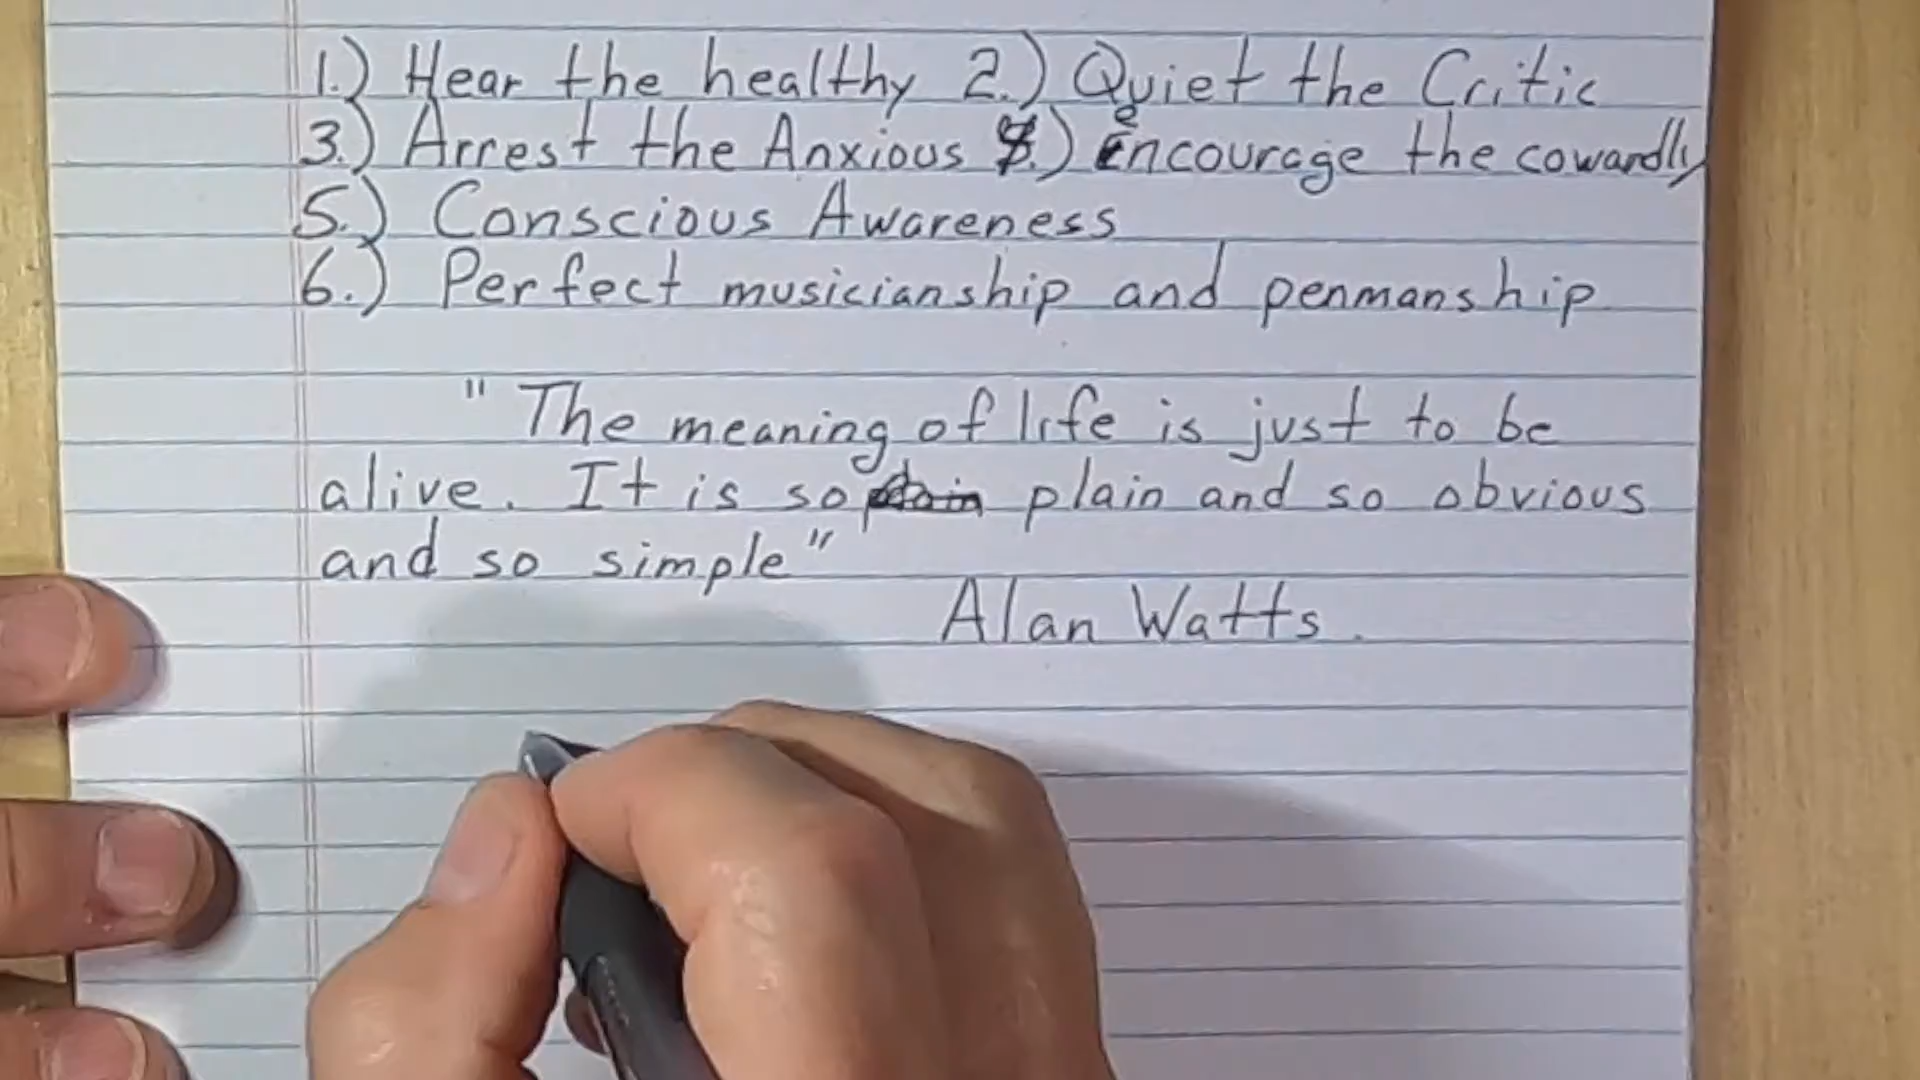 1.) Hear the healthy 2.) Quiet the Critic
3.) Arrest the Anxious .) Encourage the cowardly
5.) Conscious Awareness
6.) Perfect musicianship and penmanship
"The meaning of life is just to be
alive. It is so plain and so obvious
and so simple"
Alan Watts.